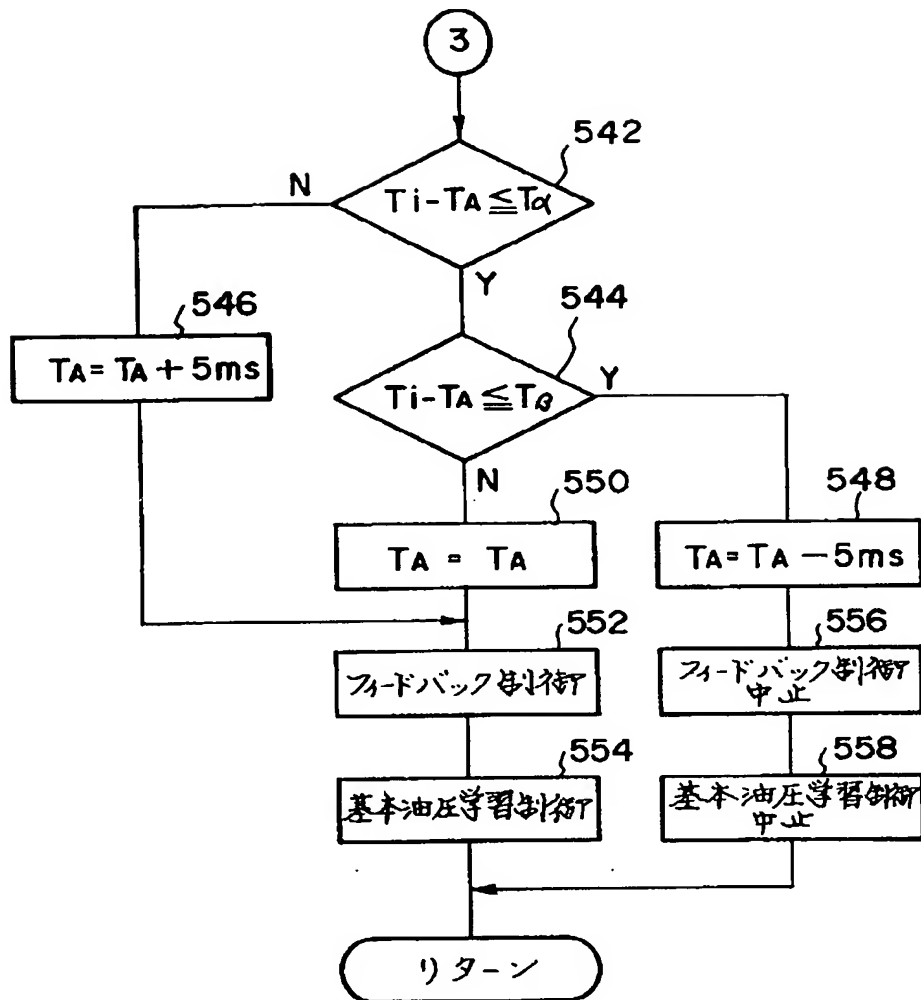 3
542
Ti-TA≦Tα
N
Y
546
TA=TA+5ms
544
Ti-TA≦Tβ
Y
N
550
TA = TA
548
TA=TA-5ms
552
フィードバック制御
556
フィードバック制御
中止
554
基本油圧学習制御
558
基本油圧学習制御
中止
リターン